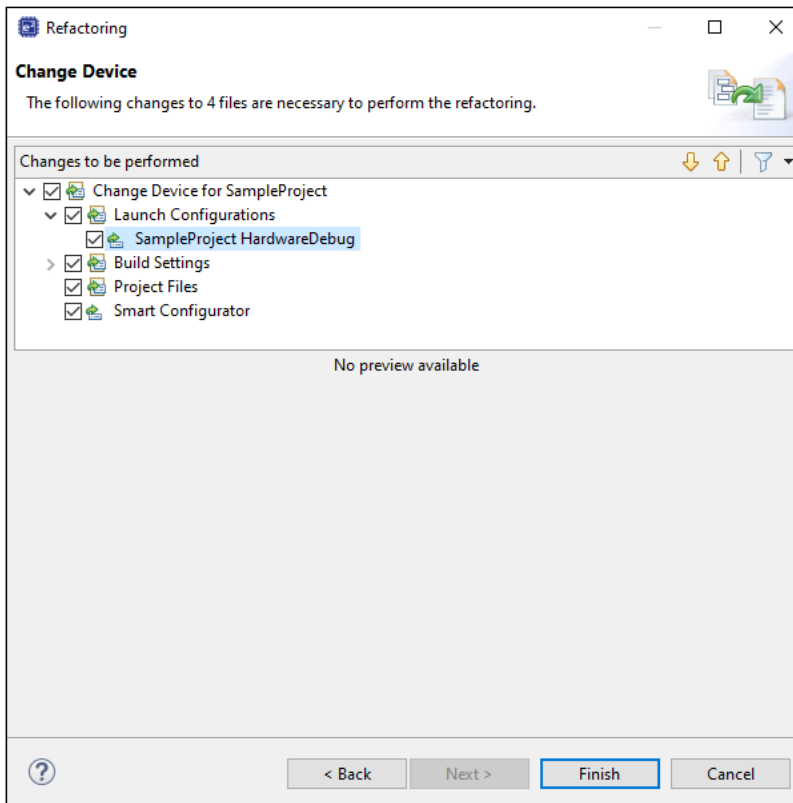 Refactoring
Change Device
The following changes to 4 files are necessary to perform the refactoring.
Changes to be performed
Change Device for SampleProject
Launch Configurations
SampleProject HardwareDebug
Build Settings
Project Files
Smart Configurator
No preview available
< Back Next > Finish Cancel